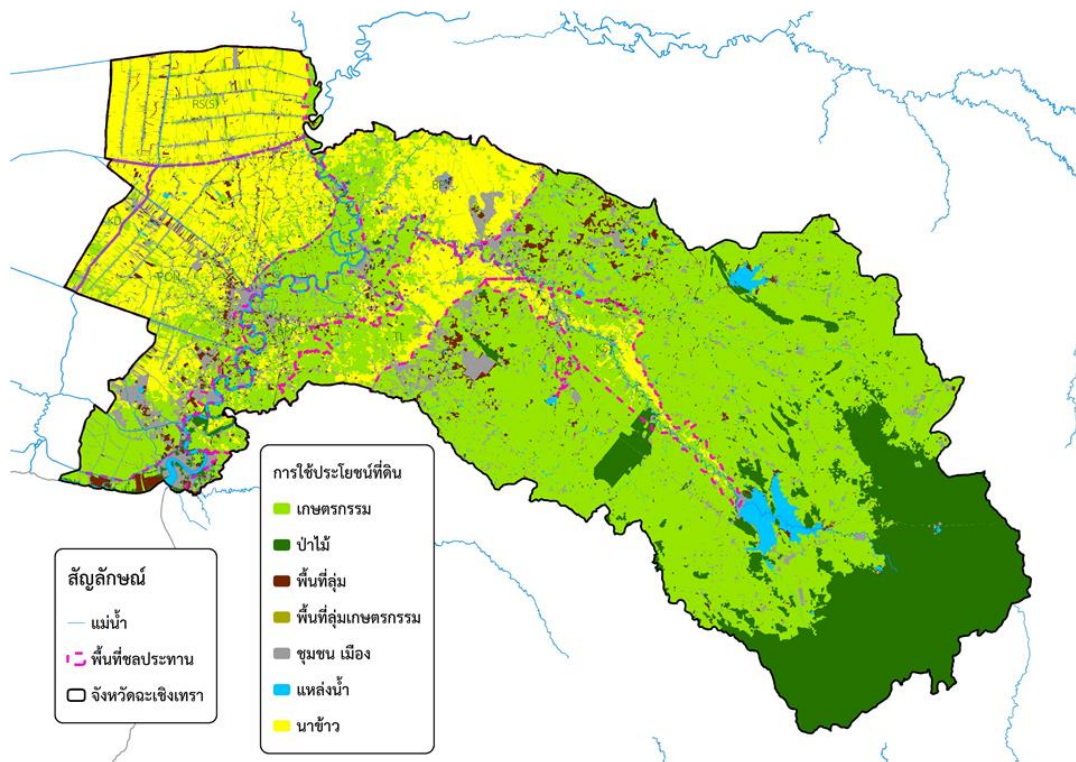 RS(S)
KD
TL
การใช้ประโยชน์ที่ดิน
เกษตรกรรม
ป่าไม้
พื้นที่ลุ่ม
พื้นที่ลุ่มเกษตรกรรม
ชุมชน เมือง
แหล่งน้ำ
นาข้าว
สัญลักษณ์
แม่น้ำ
พื้นที่ชลประทาน
จังหวัดฉะเชิงเทรา